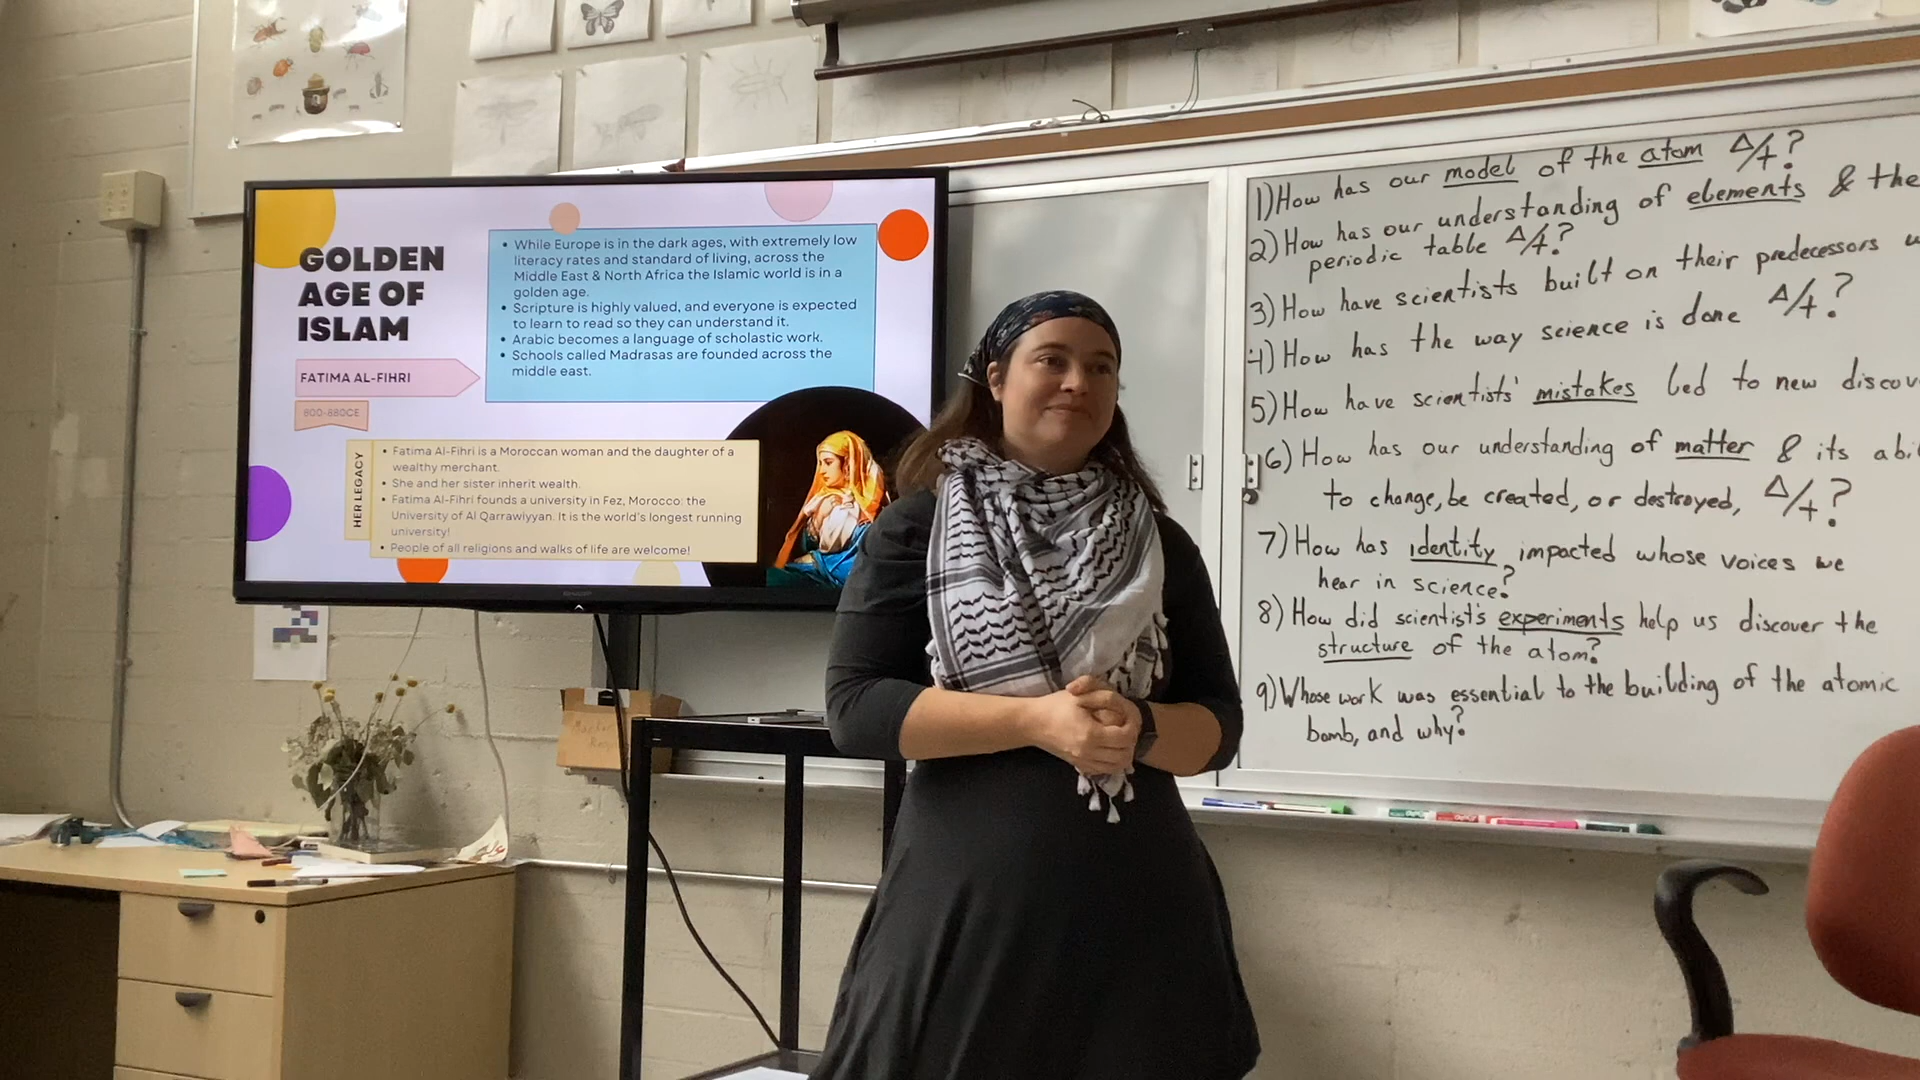 GOLDEN
AGE OF
ISLAM
FATIMA AL-FIHRI
800-880CE
• While Europe is in the dark ages, with extremely low
literacy rates and standard of living, across the
Middle East & North Africa the Islamic world is in a
golden age.
• Scripture is highly valued, and everyone is expected
to learn to read so they can understand it.
• Arabic becomes a language of scholastic work.
• Schools called Madrasas are founded across the
middle east.
HER LEGACY
• Fatima Al-Fihri is a Moroccan woman and the daughter of a
wealthy merchant.
• She and her sister inherit wealth.
• Fatima Al-Fihri founds a university in Fez, Morocco: the
University of Al Qarrawiyyan. It is the world's longest running
university!
• People of all religions and walks of life are welcome!
SHARP
1) How has our model of the atom Δ/t?
2) How has our understanding of elements & the
periodic table Δ/t?
3) How have scientists built on their predecessors
4) How has the way science is done Δ/t?
5) How have scientists' mistakes led to new
6) How has our understanding of matter & its
to change, be created, or destroyed, Δ/t?
7) How has identity impacted whose voices we
hear in science?
8) How did scientist's experiments help us discover the
structure of the atom?
9) Whose work was essential to the building of the atomic
bomb, and why?